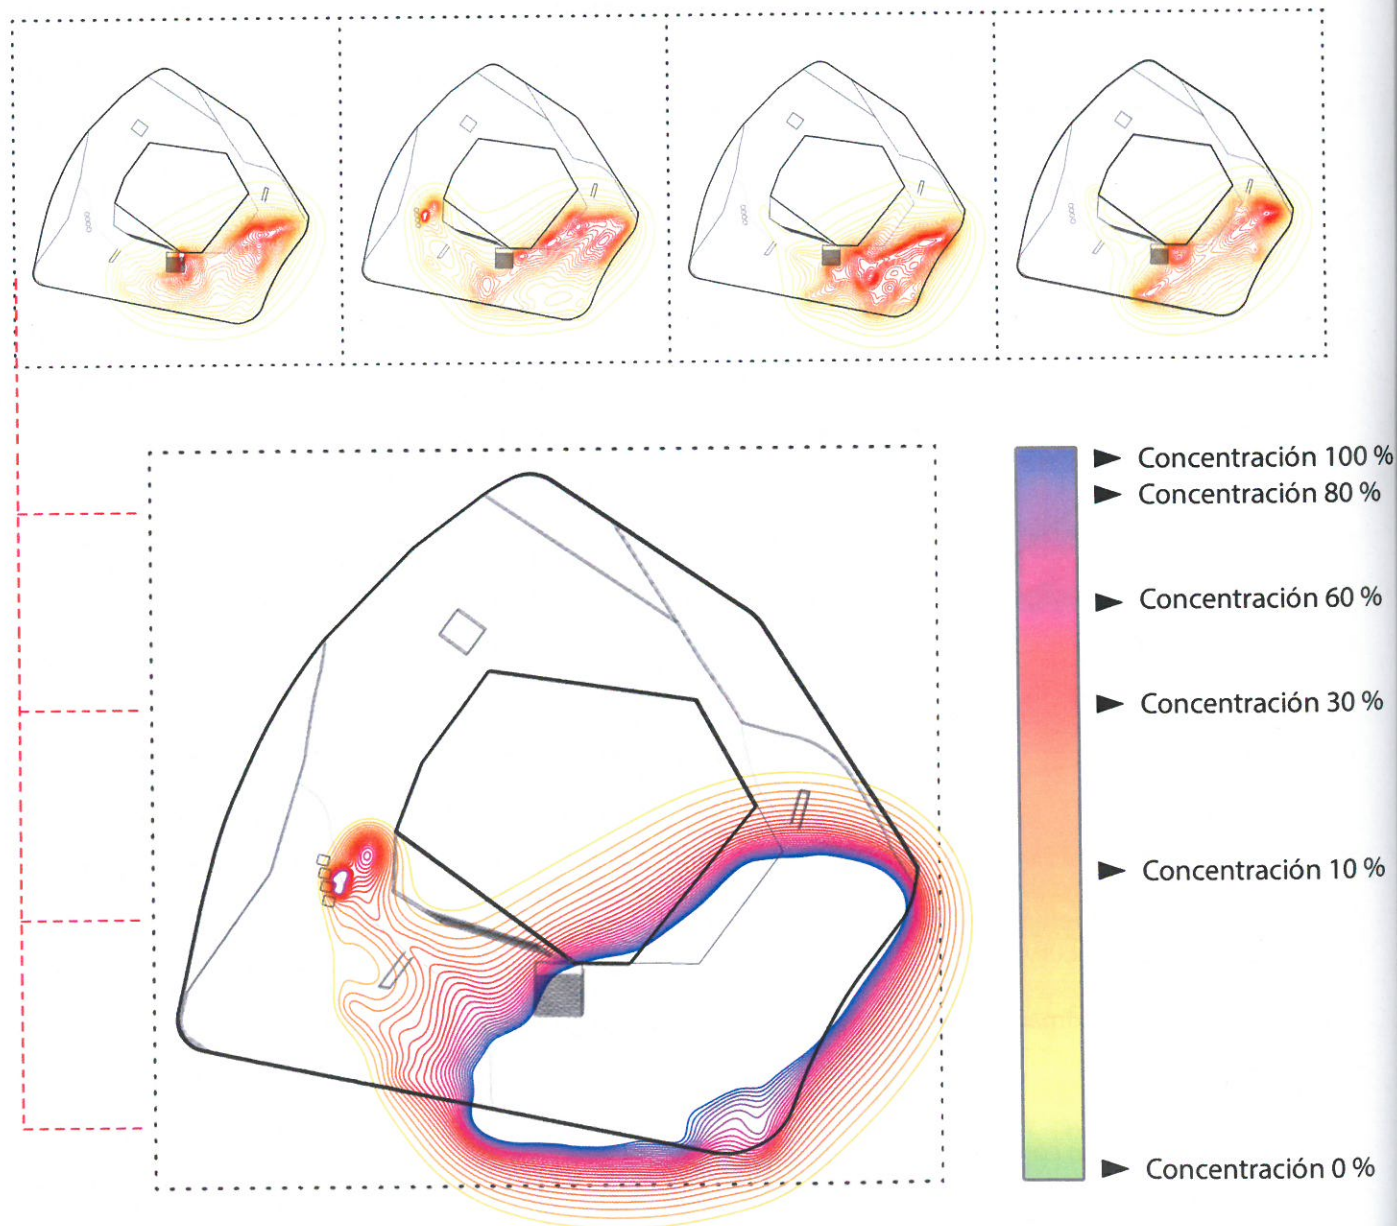 Concentración 100 %
Concentración 80 %
Concentración 60 %
Concentración 30 %
Concentración 10 %
Concentración 0 %